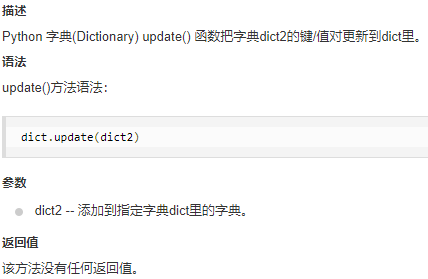 描述
Python 字典(Dictionary) update() 函数把字典dict2的键/值对更新到dict里。
语法
update()方法语法：
dict.update(dict2)
参数
dict2 -- 添加到指定字典dict里的字典。
返回值
该方法没有任何返回值。